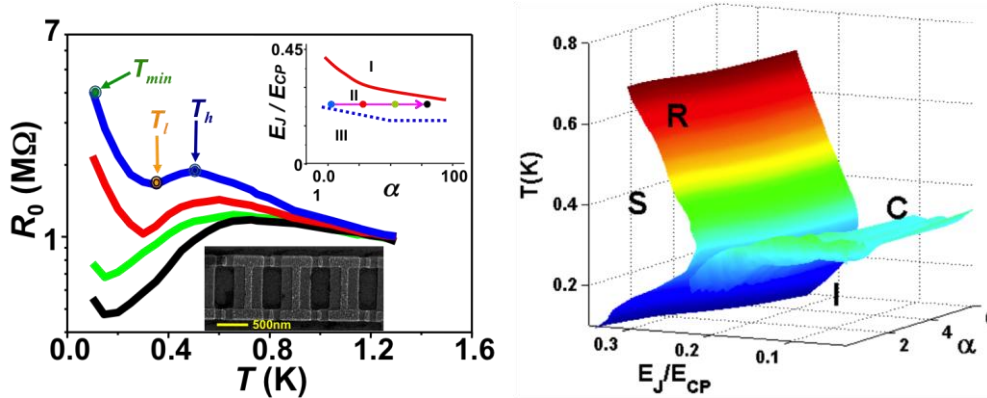 7
1
R₀ (MΩ)
T_min
T_l
T_h
0.0
0.4
0.8
1.2
1.6
T (K)
0.45
0
E_J / E_CP
I
II
III
1
α
100
500nm
0.8
0.6
0.4
0.2
T(K)
R
S
C
I
0.3
0.2
0.1
E_J/E_CP
2
4
α